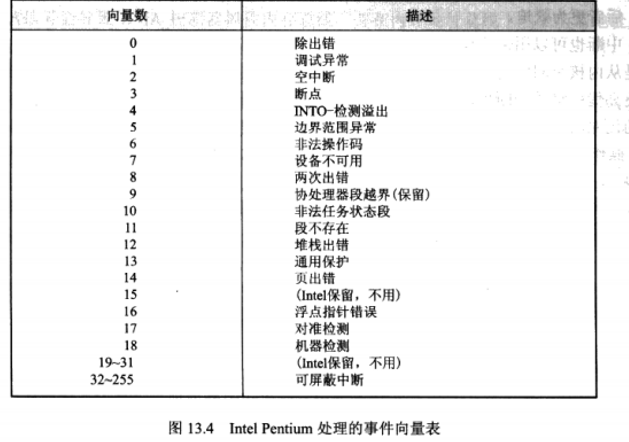 向量数 描述
0 除出错
1 调试异常
2 空中断
3 断点
4 INTO-检测溢出
5 边界范围异常
6 非法操作码
7 设备不可用
8 两次出错
9 协处理器段越界(保留)
10 非法任务状态段
11 段不存在
12 堆栈出错
13 通用保护
14 页出错
15 (Intel保留，不用)
16 浮点指针错误
17 对准检测
18 机器检测
19~31 (Intel保留，不用)
32~255 可屏蔽中断
图 13.4 Intel Pentium 处理的事件向量表